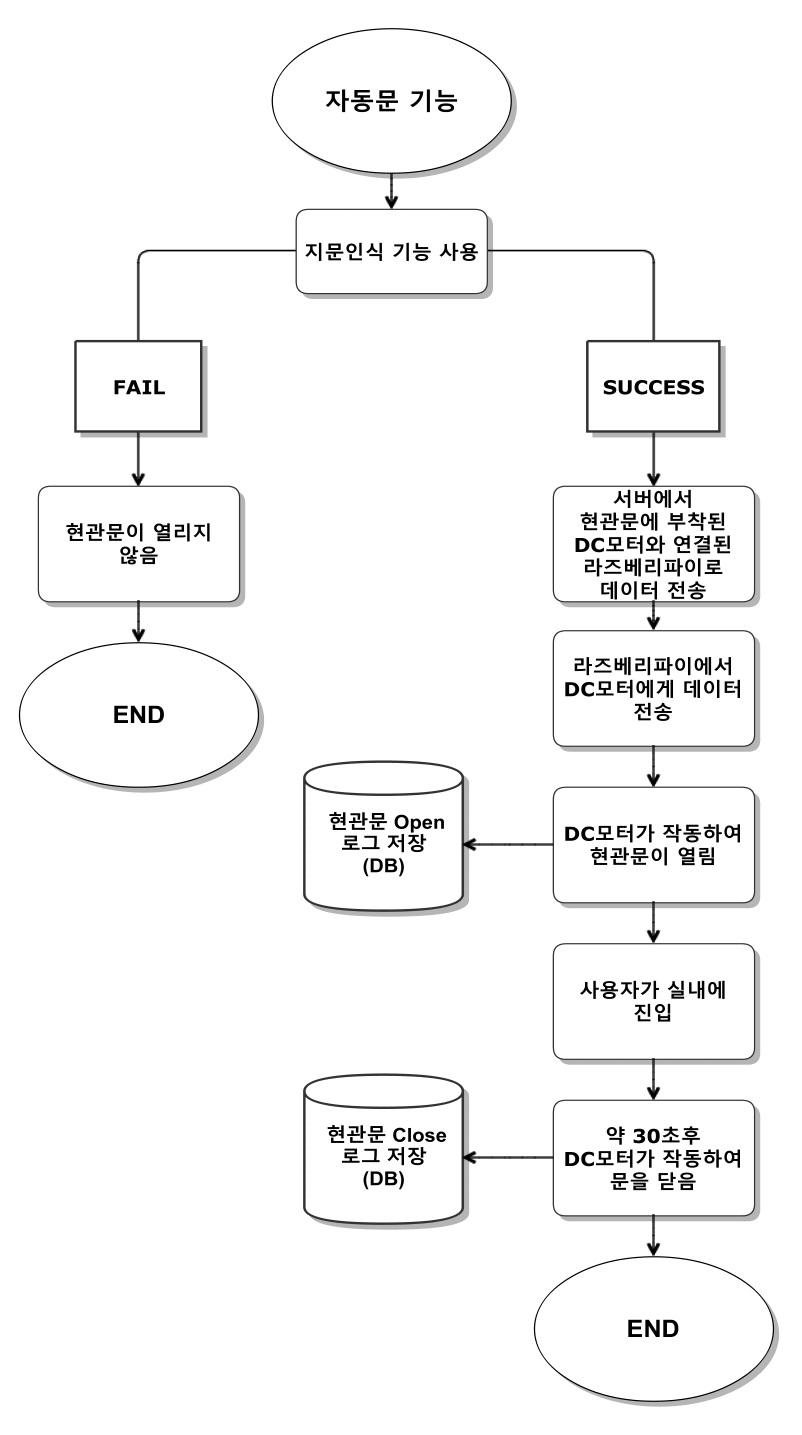 자동문 기능
지문인식 기능 사용
FAIL
SUCCESS
현관문이 열리지
않음
END
서버에서
현관문에 부착된
DC모터와 연결된
라즈베리파이로
데이터 전송
라즈베리파이에서
DC모터에게 데이터
전송
DC모터가 작동하여
현관문이 열림
현관문 Open
로그 저장
(DB)
사용자가 실내에
진입
약 30초후
DC모터가 작동하여
문을 닫음
현관문 Close
로그 저장
(DB)
END